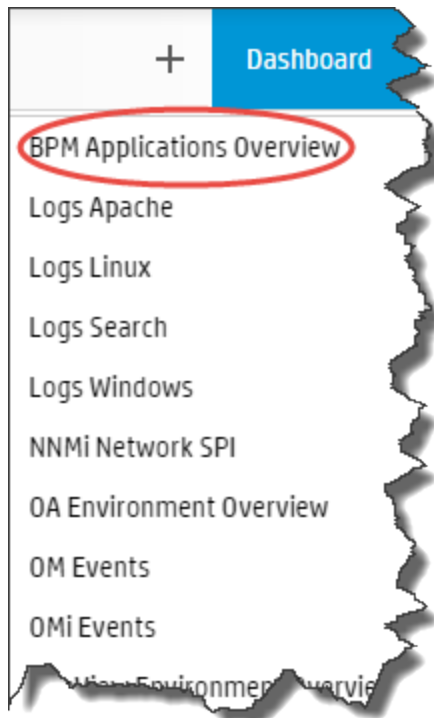 + Dashboard
BPM Applications Overview
Logs Apache
Logs Linux
Logs Search
Logs Windows
NNMi Network SPI
OA Environment Overview
OM Events
OMi Events